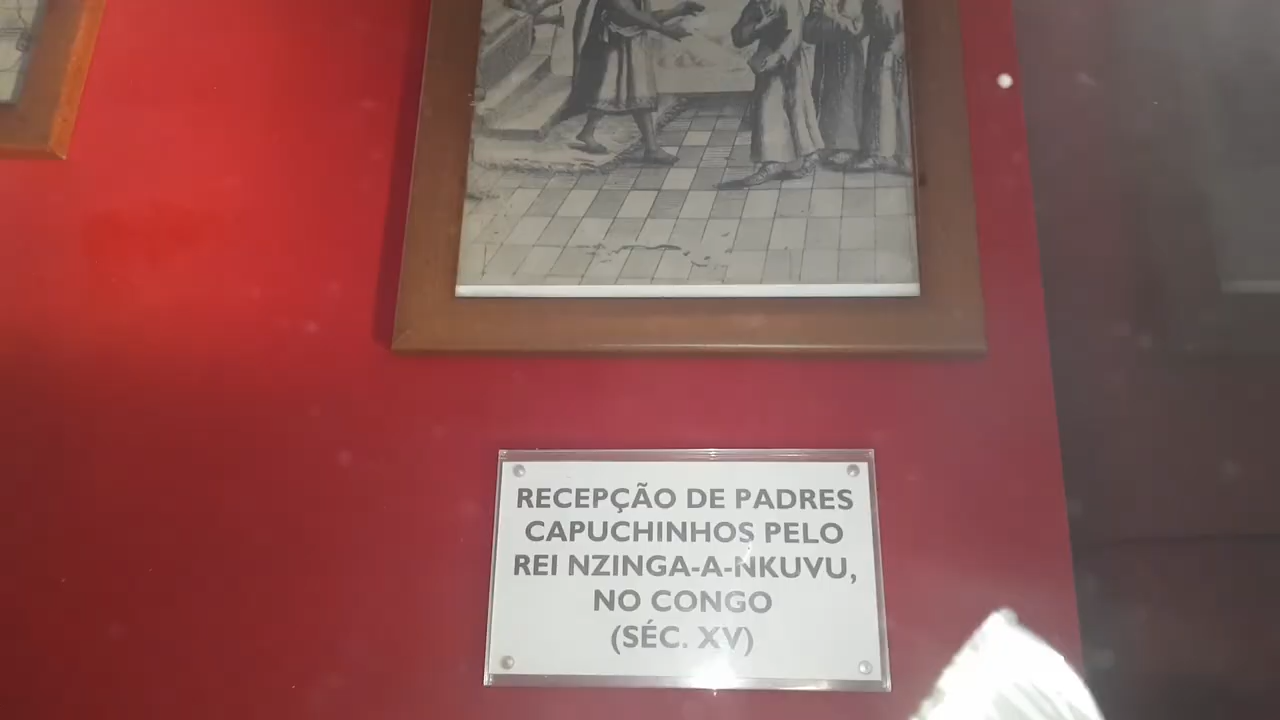 RECEPÇÃO DE PADRES
CAPUCHINHOS PELO
REI NZINGA-A-NKUVU,
NO CONGO
(SÉC. XV)